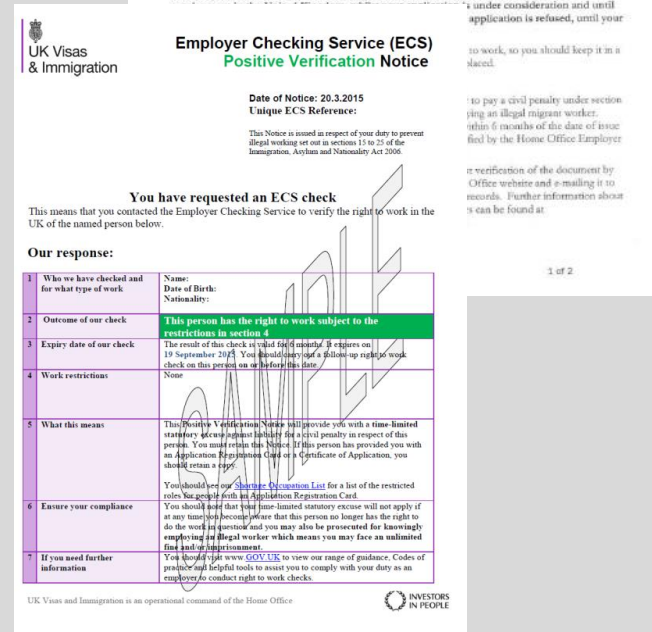 UK Visas
& Immigration
Employer Checking Service (ECS)
Positive Verification Notice
Date of Notice: 20.3.2015
Unique ECS Reference:
This Notice is issued in respect of your duty to prevent
illegal working set out in sections 15 to 25 of the
Immigration, Asylum and Nationality Act 2006.
You have requested an ECS check
This means that you contacted the Employer Checking Service to verify the right to work in the
UK of the named person below.
Our response:
1 Who we have checked and
for what type of work
Name:
Date of Birth:
Nationality:
2 Outcome of our check
This person has the right to work subject to the
restrictions in section 4
3 Expiry date of our check
The result of this check is valid for 6 months. It expires on
19 September 2015. You should carry out a follow-up right to work
check on this person on or before this date.
4 Work restrictions
None
5 What this means
This Positive Verification Notice will provide you with a time-limited
statutory excuse against liability for a civil penalty in respect of this
person. You must retain this Notice. If this person has provided you with
an Application Registration Card or a Certificate of Application, you
should retain a copy.
You should see our Shortage Occupation List for a list of the restricted
roles for people with an Application Registration Card.
6 Ensure your compliance
You should note that your time-limited statutory excuse will not apply if
at any time you become aware that this person no longer has the right to
do the work in question and you may also be prosecuted for knowingly
employing an illegal worker which means you may face an unlimited
fine and/or imprisonment.
7 If you need further
information
You should visit www.GOV.UK to view our range of guidance, Codes of
practice and helpful tools to assist you to comply with your duty as an
employer to conduct right to work checks.
SAMPLE
UK Visas and Immigration is an operational command of the Home Office
INVESTORS
IN PEOPLE
under consideration and until
application is refused, until your
to work, so you should keep it in a
placed.
to pay a civil penalty under section
ying an illegal migrant worker.
ithin 6 months of the date of issue
fied by the Home Office Employer
verification of the document by
Office website and e-mailing it to
records. Further information about
s can be found at
1 of 2